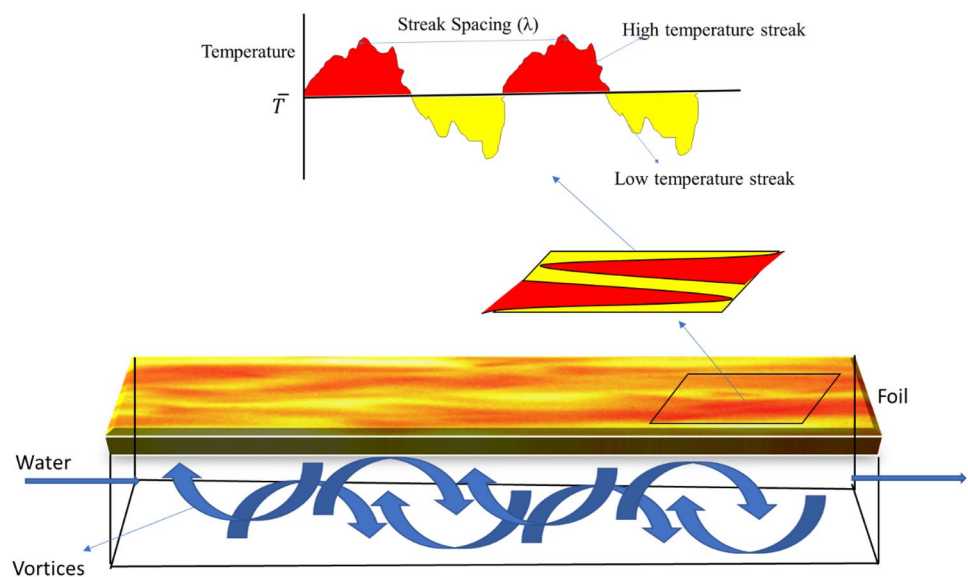 Streak Spacing (λ)
High temperature streak
Temperature
T̅
Low temperature streak
Foil
Water
Vortices